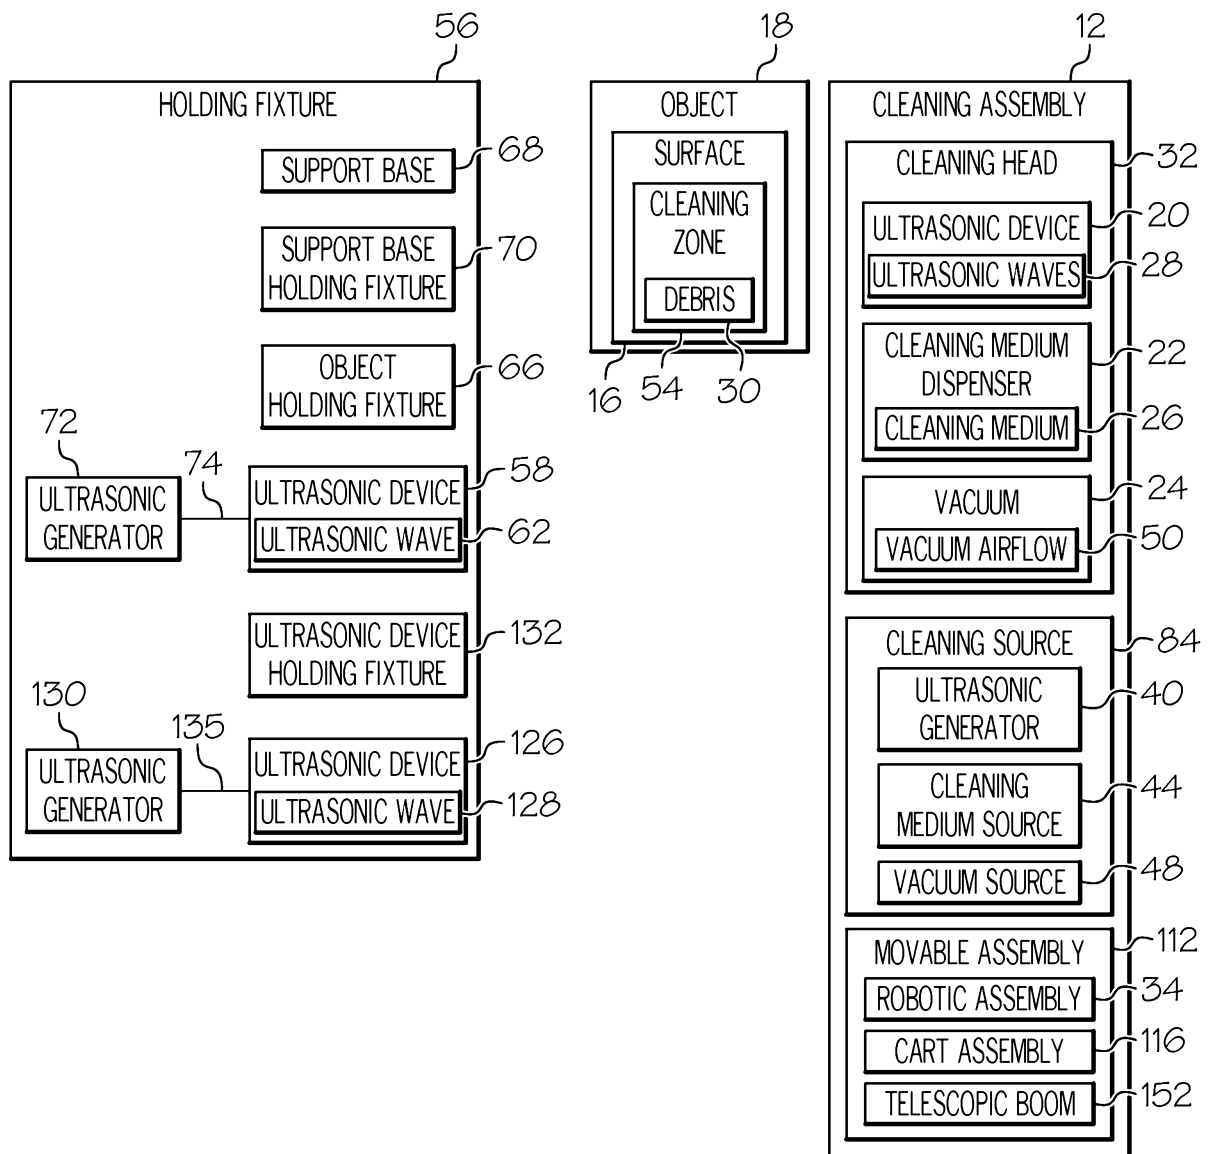 56
HOLDING FIXTURE
SUPPORT BASE
68
SUPPORT BASE
HOLDING FIXTURE
70
OBJECT
HOLDING FIXTURE
66
72
ULTRASONIC
GENERATOR
74
ULTRASONIC DEVICE
58
ULTRASONIC WAVE
62
ULTRASONIC DEVICE
HOLDING FIXTURE
132
130
ULTRASONIC
GENERATOR
135
ULTRASONIC DEVICE
126
ULTRASONIC WAVE
128
18
OBJECT
SURFACE
CLEANING
ZONE
DEBRIS
16
54
30
12
CLEANING ASSEMBLY
CLEANING HEAD
32
ULTRASONIC DEVICE
20
ULTRASONIC WAVES
28
CLEANING MEDIUM
DISPENSER
22
CLEANING MEDIUM
26
VACUUM
24
VACUUM AIRFLOW
50
CLEANING SOURCE
84
ULTRASONIC
GENERATOR
40
CLEANING
MEDIUM SOURCE
44
VACUUM SOURCE
48
MOVABLE ASSEMBLY
112
ROBOTIC ASSEMBLY
34
CART ASSEMBLY
116
TELESCOPIC BOOM
152